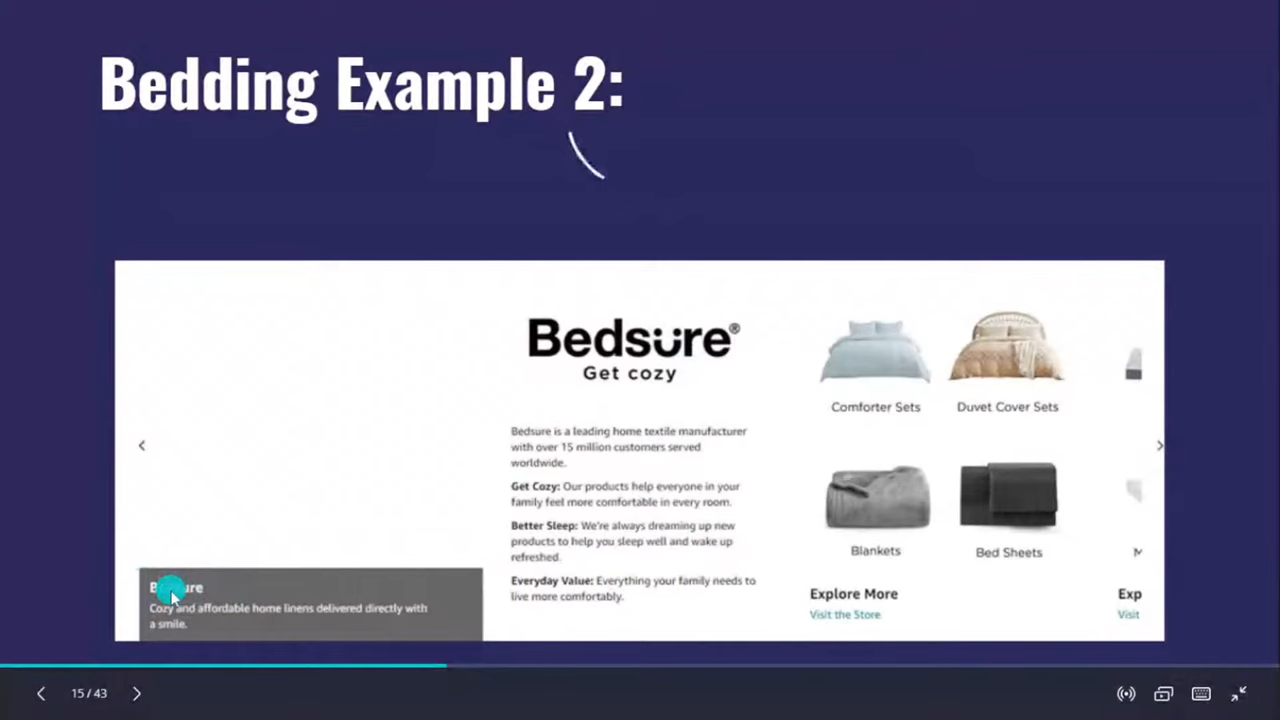 Bedding Example 2:
Bedsure®
Get cozy
Bedsure is a leading home textile manufacturer
with over 15 million customers served
worldwide.
Get Cozy: Our products help everyone in your
family feel more comfortable in every room.
Better Sleep: We're always dreaming up new
products to help you sleep well and wake up
refreshed.
Everyday Value: Everything your family needs to
live more comfortably.
Comforter Sets
Duvet Cover Sets
Blankets
Bed Sheets
Explore More
Visit the Store
Exp
Visit
Cozy and affordable home linens delivered directly with
a smile.
15 / 43